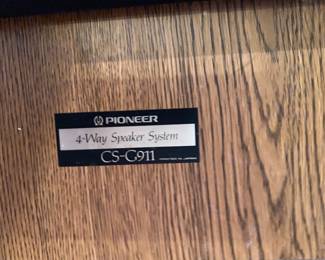 PIONEER
4-Way Speaker System
CS-G911